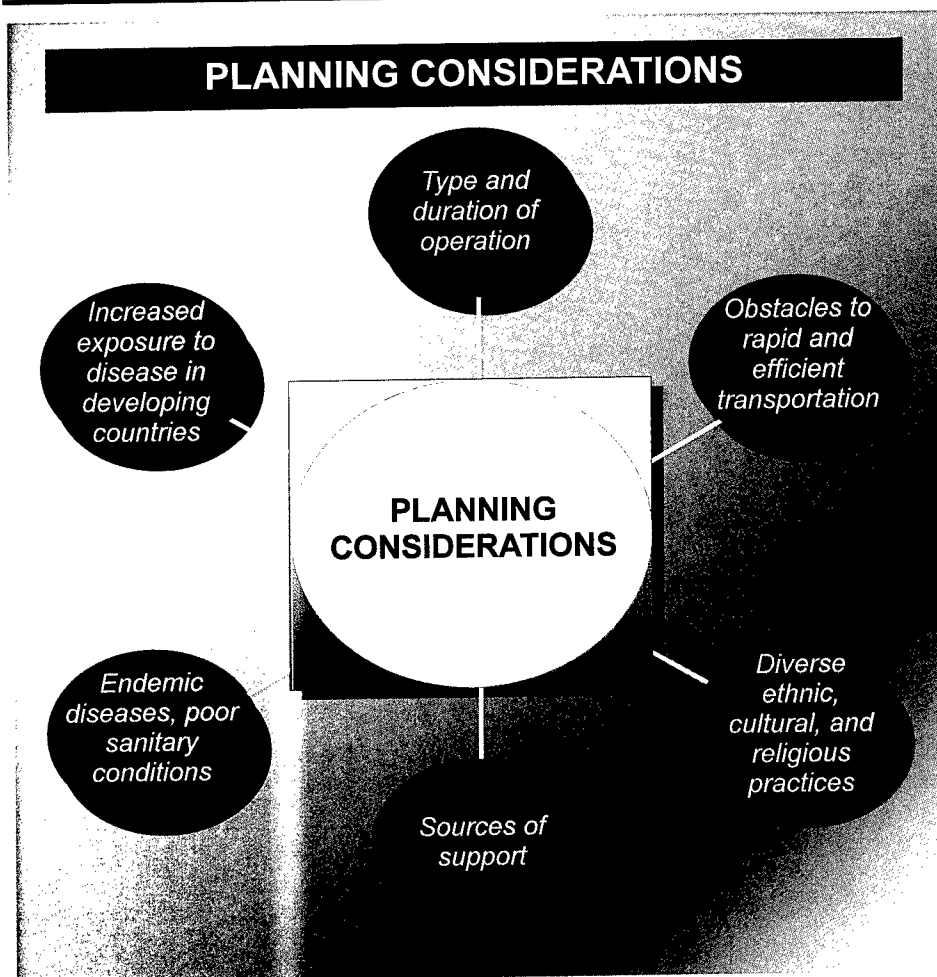 PLANNING CONSIDERATIONS
Type and
duration of
operation
Increased
exposure to
disease in
developing
countries
Obstacles to
rapid and
efficient
transportation
PLANNING
CONSIDERATIONS
Endemic
diseases, poor
sanitary
conditions
Diverse
ethnic,
cultural, and
religious
practices
Sources of
support